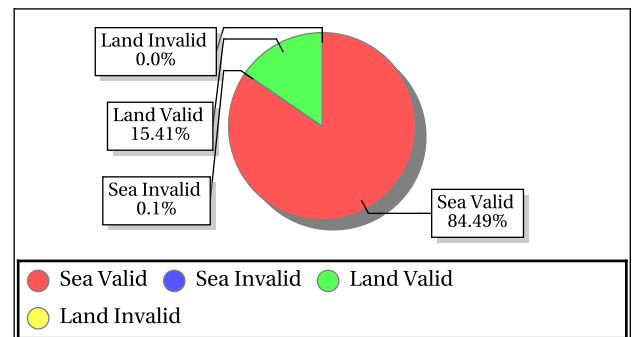 Land Invalid
0.0%
Land Valid
15.41%
Sea Invalid
0.1%
Sea Valid
84.49%
Sea Valid Sea Invalid Land Valid
Land Invalid